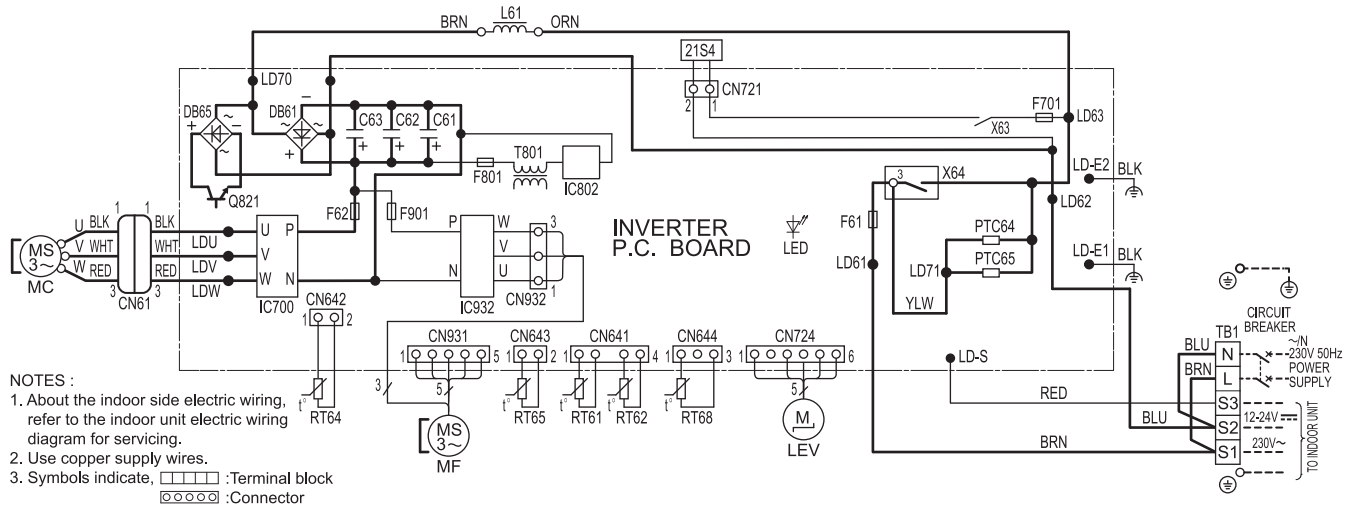 BRN L61 ORN
21S4
LD70
CN721
2 1
DB65 DB61
C63 C62 C61
F701
X63
LD63
T801
F801
IC802
Q821
3 X64
LD-E2 BLK
LD62
F62 F901
F61
PTC64
PTC65
INVERTER
P.C. BOARD
LED
LD61
LD71
YLW
LD-E1 BLK
MS
3~
MC
U BLK
V WHT
W RED
1 1
3 3
CN61
BLK
WHT
RED
LDU
LDV
LDW
U P
V
W N
IC700
P W
V
N U
IC932
3
1
CN932
CN642
1 2
RT64
t°
CN931
1 5
3
5
MS
3~
MF
CN643
1 2
t°
RT65
CN641
1 4
t°
RT61
t°
RT62
CN644
1 3
t°
RT68
CN724
1 6
5
M
LEV
LD-S
RED
BLU
BRN
CIRCUIT
BREAKER
TB1
BLU
BRN
N
L
S3
S2
S1
~/N
230V 50Hz
POWER
SUPPLY
12-24V
230V~
TO INDOOR UNIT
NOTES :
1. About the indoor side electric wiring,
refer to the indoor unit electric wiring
diagram for servicing.
2. Use copper supply wires.
3. Symbols indicate, :Terminal block
:Connector